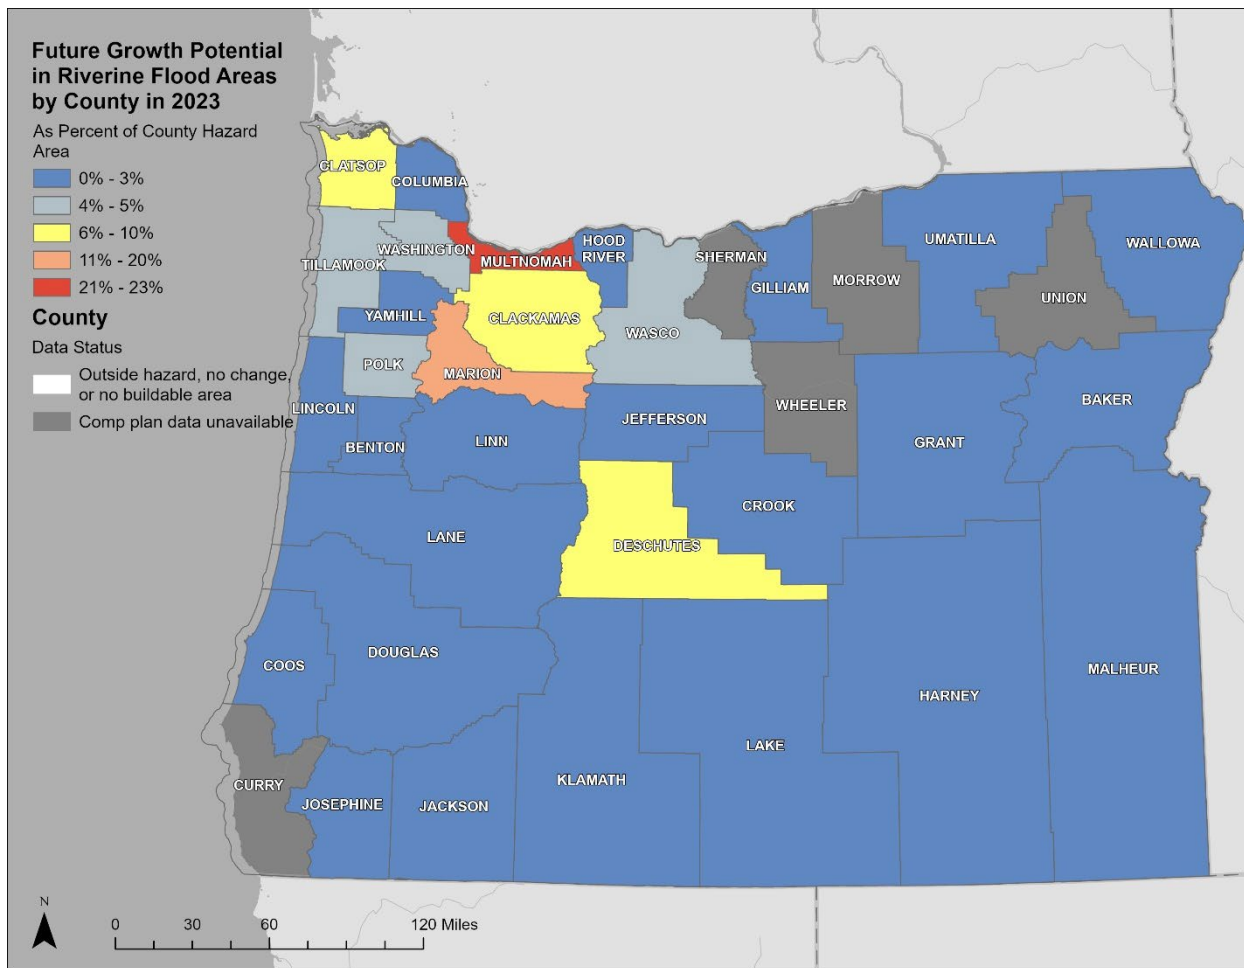 Future Growth Potential
in Riverine Flood Areas
by County in 2023
As Percent of County Hazard
Area
0% - 3%
4% - 5%
6% - 10%
11% - 20%
21% - 23%
County
Data Status
Outside hazard, no change,
or no buildable area
Comp plan data unavailable
CLATSOP
COLUMBIA
TILLAMOOK
WASHINGTON
MULTNOMAH
HOOD
RIVER
SHERMAN
GILLIAM
MORROW
UMATILLA
UNION
WALLOWA
YAMHILL
CLACKAMAS
WASCO
POLK
MARION
WHEELER
BAKER
LINCOLN
BENTON
LINN
JEFFERSON
GRANT
CROOK
LANE
DESCHUTES
COOS
DOUGLAS
HARNEY
MALHEUR
CURRY
JOSEPHINE
JACKSON
KLAMATH
LAKE
N
0 30 60 120 Miles